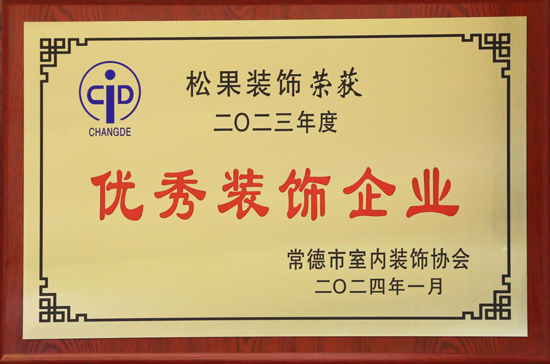 CID
CHANGDE
松果装饰荣获
二〇二三年度
优秀装饰企业
常德市室内装饰协会
二〇二四年一月